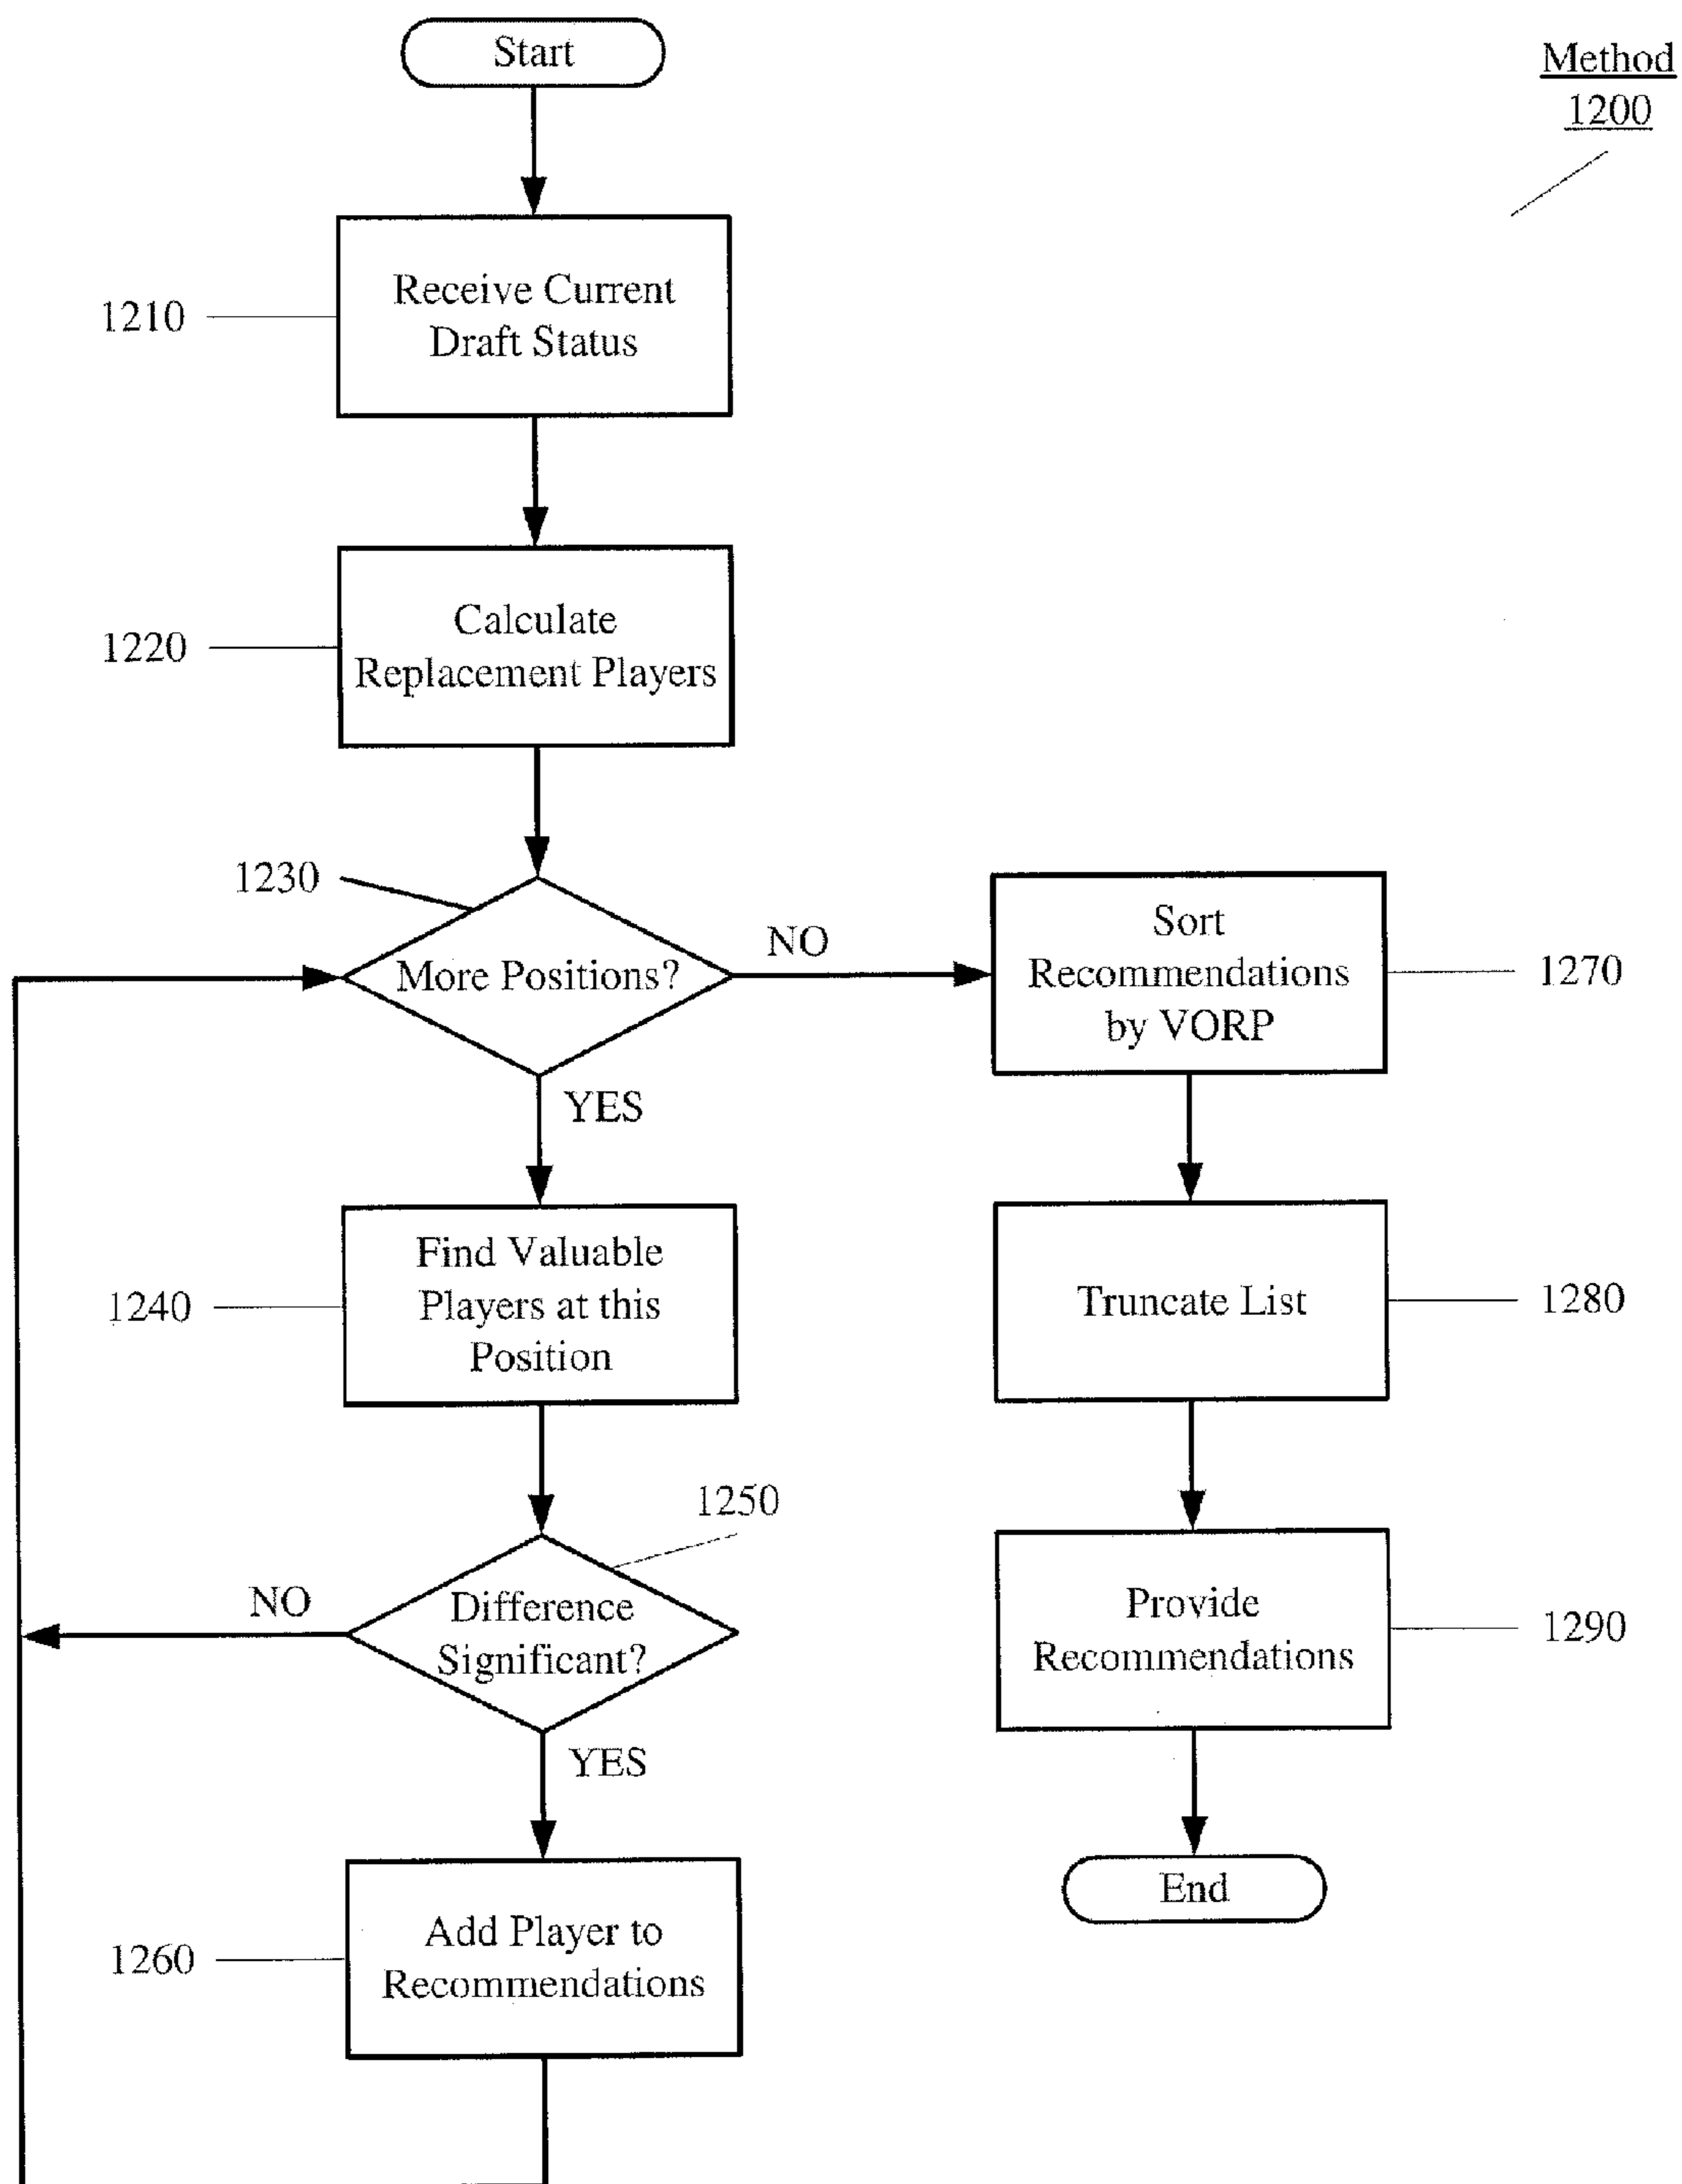 Start
Method
1200
1210
Receive Current
Draft Status
1220
Calculate
Replacement Players
1230
More Positions?
NO
YES
Sort
Recommendations
by VORP
1270
1240
Find Valuable
Players at this
Position
Truncate List
1280
1250
Difference
Significant?
NO
YES
Provide
Recommendations
1290
1260
Add Player to
Recommendations
End